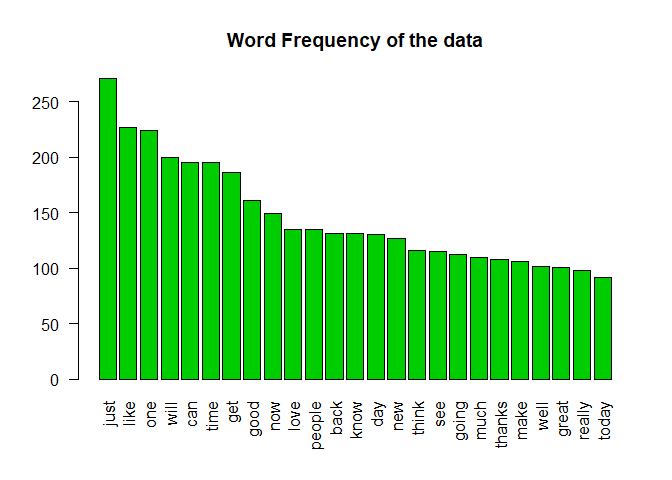 Word Frequency of the data
250
200
150
100
50
0
just
like
one
will
can
time
get
good
now
love
people
back
know
day
new
think
see
going
much
thanks
make
well
great
really
today